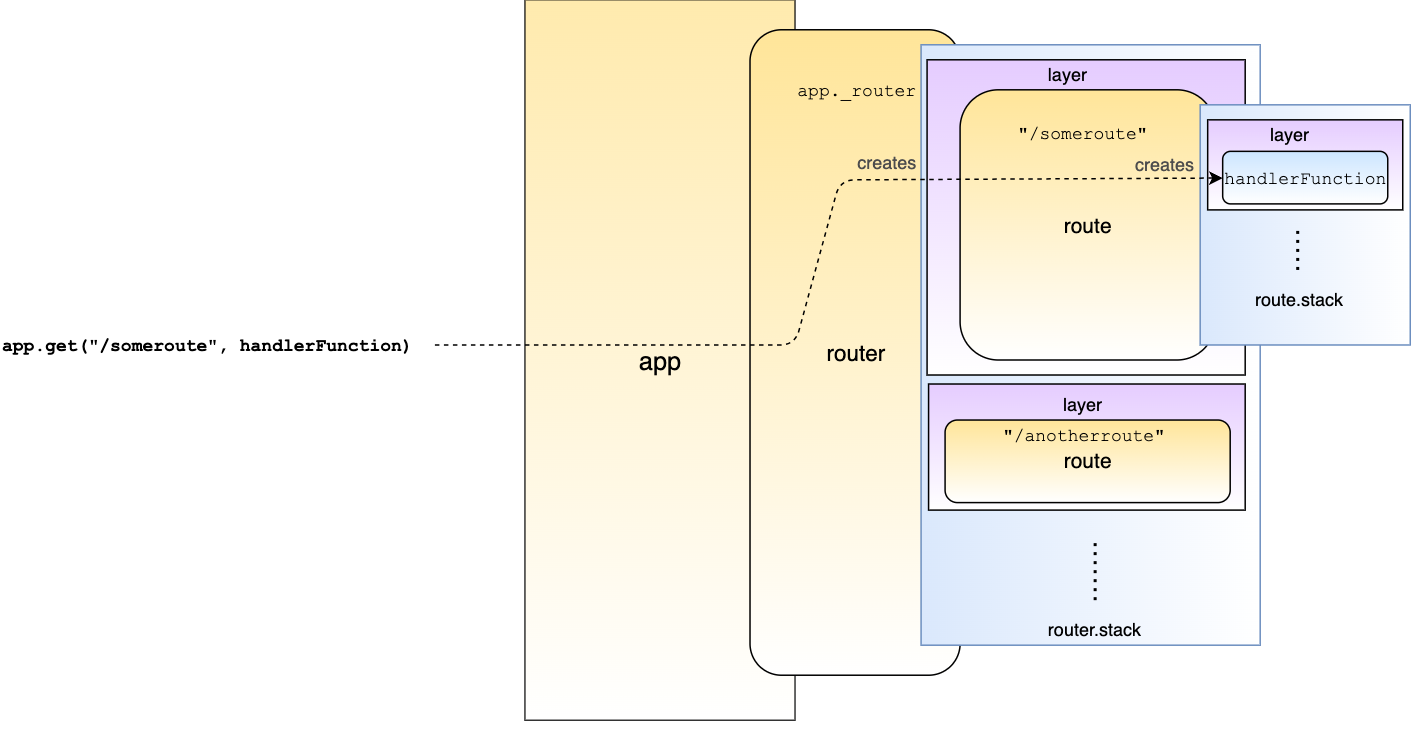 layer
app._router
"/someroute"
layer
creates
creates
handlerFunction
route
route.stack
app.get("/someroute", handlerFunction)
app
router
layer
"/anotherroute"
route
router.stack